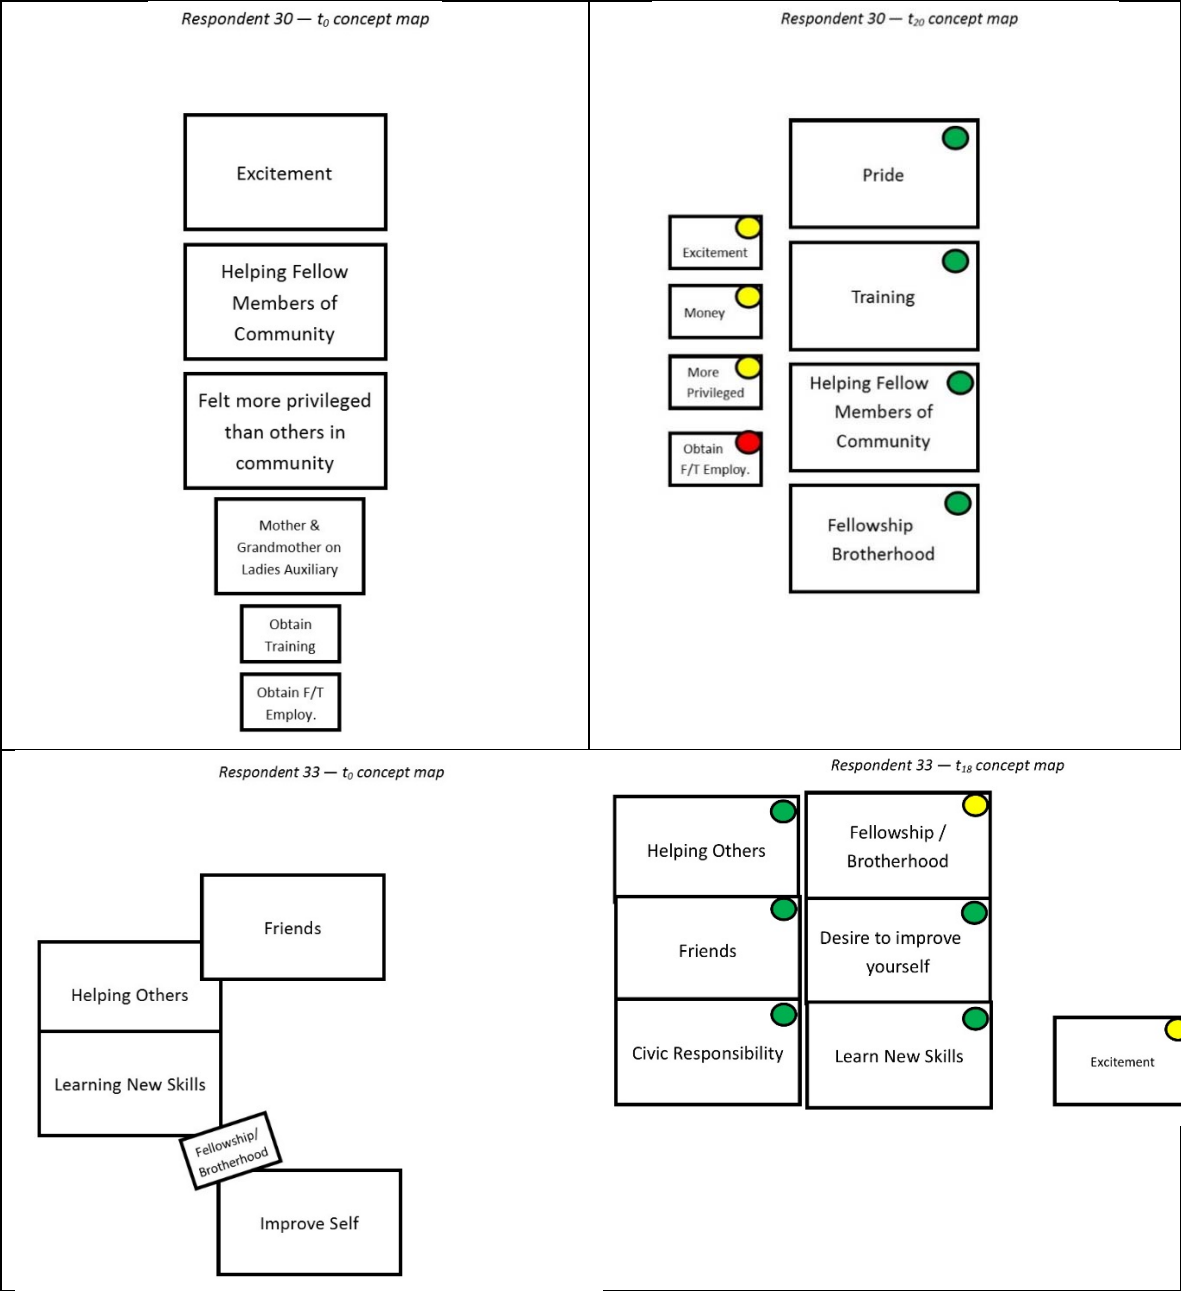 Respondent 30 — t0 concept map
Excitement
Helping Fellow
Members of
Community
Felt more privileged
than others in
community
Mother &
Grandmother on
Ladies Auxiliary
Obtain
Training
Obtain F/T
Employ.
Respondent 30 — t20 concept map
Excitement
Money
More
Privileged
Obtain
F/T Employ.
Pride
Training
Helping Fellow
Members of
Community
Fellowship
Brotherhood
Respondent 33 — t0 concept map
Friends
Helping Others
Learning New Skills
Fellowship/
Brotherhood
Improve Self
Respondent 33 — t18 concept map
Helping Others
Friends
Civic Responsibility
Fellowship /
Brotherhood
Desire to improve
yourself
Learn New Skills
Excitement